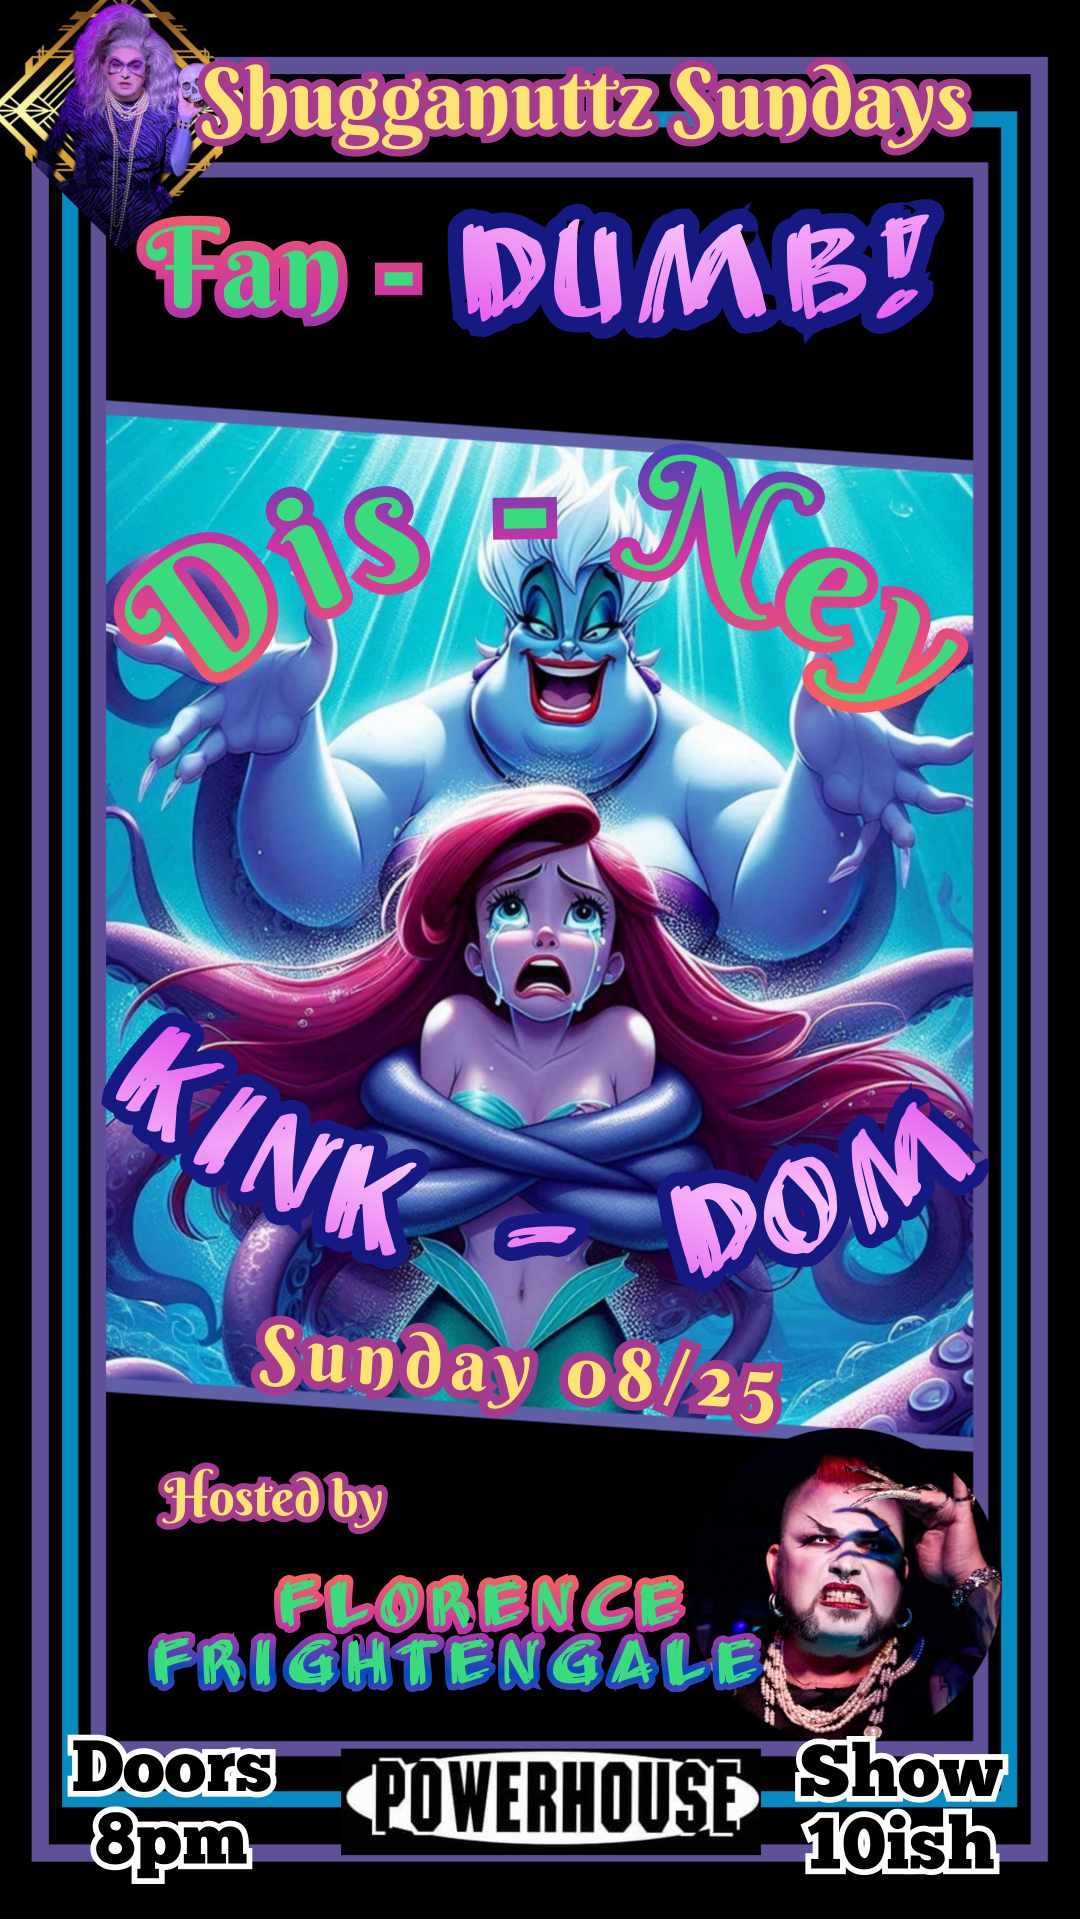 Shugganuttz Sundays
Fan - DUMB!
Dis - Ney
KINK - DOM
Sunday 08/25
Hosted by
FLORENCE
FRIGHTENGALE
Doors
8pm
POWERHOUSE
Show
10ish